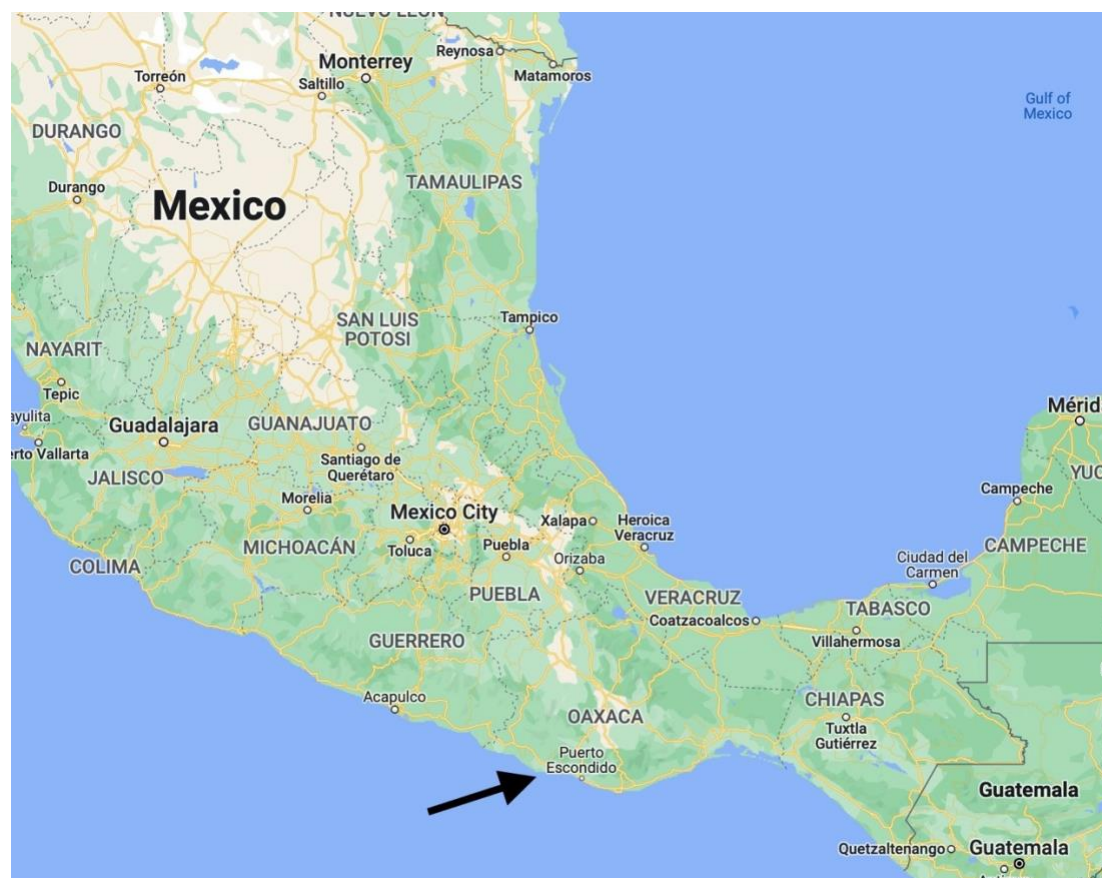 NUEVO LEON
Reynosa
Monterrey
Matamoros
Torreón
Saltillo
Gulf of
Mexico
DURANGO
TAMAULIPAS
Durango
Mexico
Tampico
SAN LUIS
POTOSI
NAYARIT
Tepic
Mérid
ayulita
Guadalajara
GUANAJUATO
rto Vallarta
Santiago de
Querétaro
JALISCO
YUC
Campeche
Morelia
Mexico City
Xalapa
Heroica
Veracruz
MICHOACÁN
Toluca
Puebla
Orizaba
CAMPECHE
Ciudad del
Carmen
COLIMA
PUEBLA
VERACRUZ
TABASCO
Coatzacoalcos
GUERRERO
Villahermosa
Acapulco
CHIAPAS
OAXACA
Tuxtla
Gutiérrez
Puerto
Escondido
Guatemala
Quetzaltenango
Guatemala